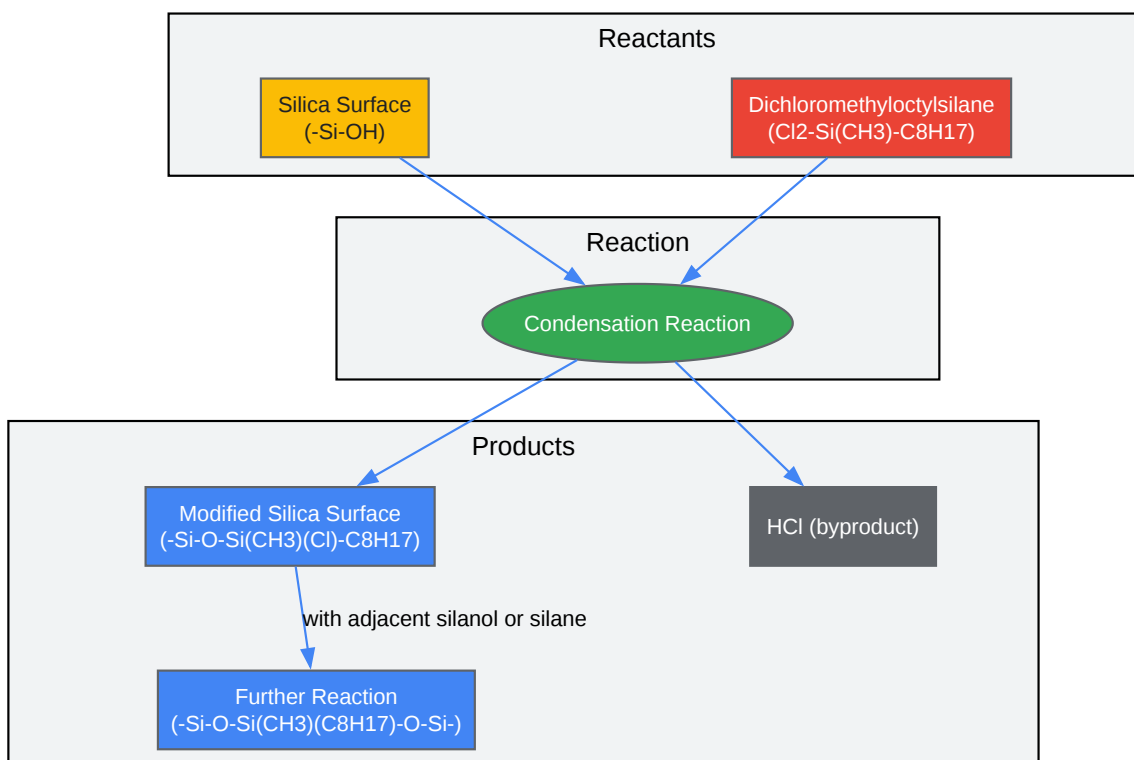 Reactants
Silica Surface
(-Si-OH)
Dichloromethyloctylsilane
(Cl2-Si(CH3)-C8H17)
Reaction
Condensation Reaction
Products
Modified Silica Surface
(-Si-O-Si(CH3)(Cl)-C8H17)
HCl (byproduct)
with adjacent silanol or silane
Further Reaction
(-Si-O-Si(CH3)(C8H17)-O-Si-)